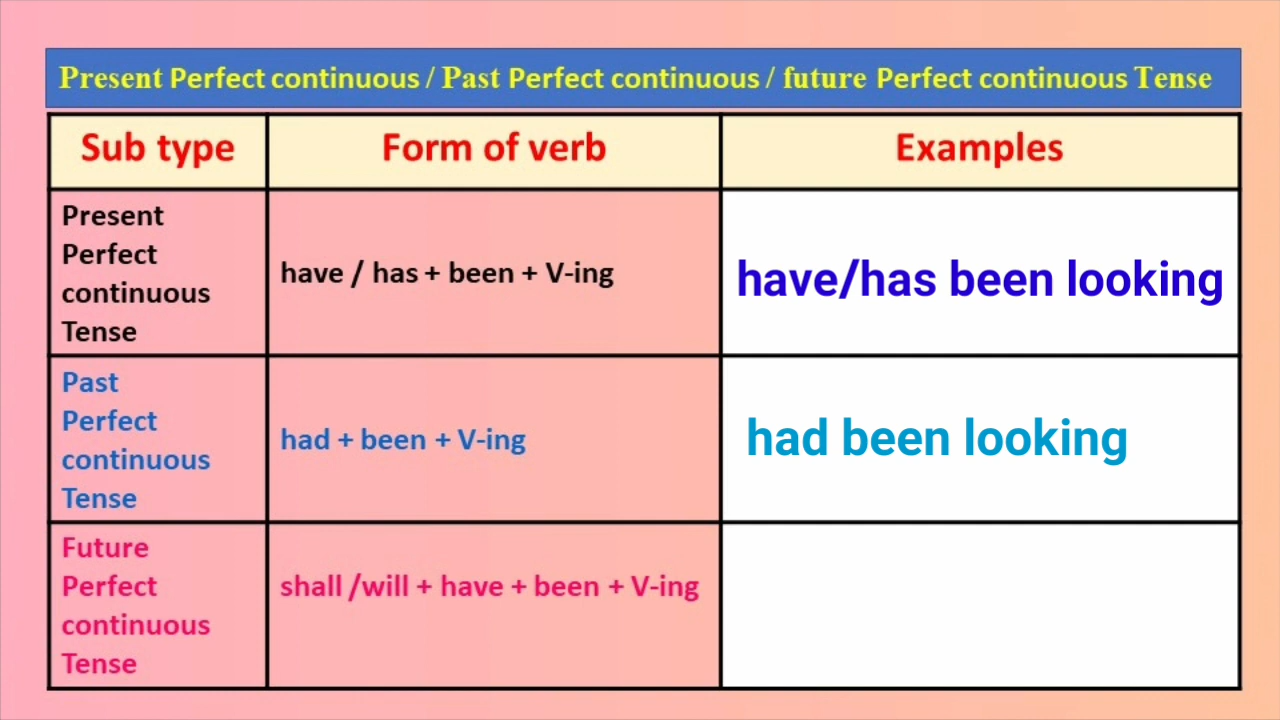 Present Perfect continuous / Past Perfect continuous / future Perfect continuous Tense
Sub type
Form of verb
Examples
Present
Perfect
continuous
Tense
have / has + been + V-ing
have/has been looking
Past
Perfect
continuous
Tense
had + been + V-ing
had been looking
Future
Perfect
continuous
Tense
shall /will + have + been + V-ing